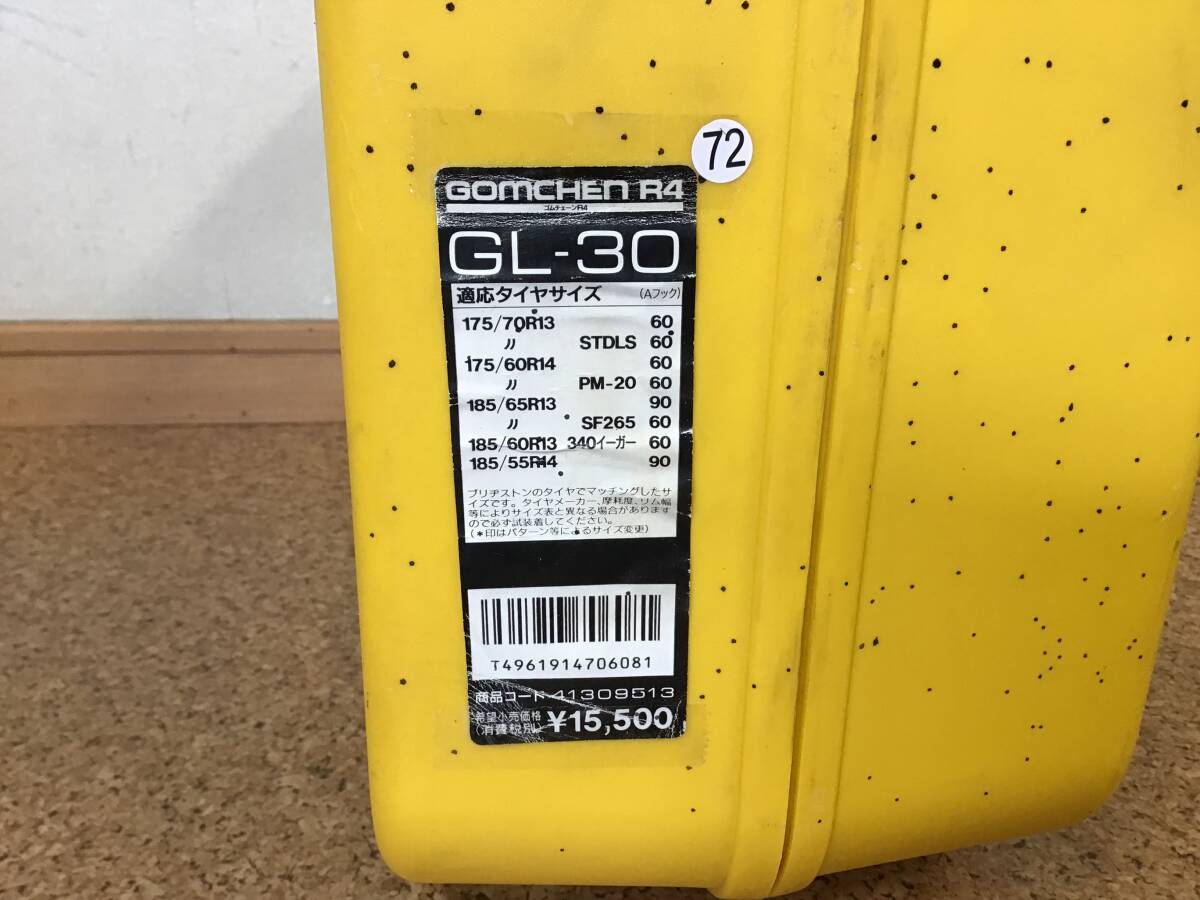 72
GOMCHEN R4
ゴムチェーンR4
GL-30
適応タイヤサイズ (Aフック)
175/70R13 60
〃 STDLS 60
175/60R14 60
〃 PM-20 60
185/65R13 90
〃 SF265 60
185/60R13 340イーガー 60
185/55R14 90
ブリヂストンのタイヤでマッチングしたサ
イズです。タイヤメーカー、摩耗度、リム幅
等によりサイズ表と異なる場合があります
ので必ず試装着してください。
(*印はパターン等によるサイズ変更)
T4961914706081
商品コード 41309513
希望小売価格
(消費税別) ¥15,500